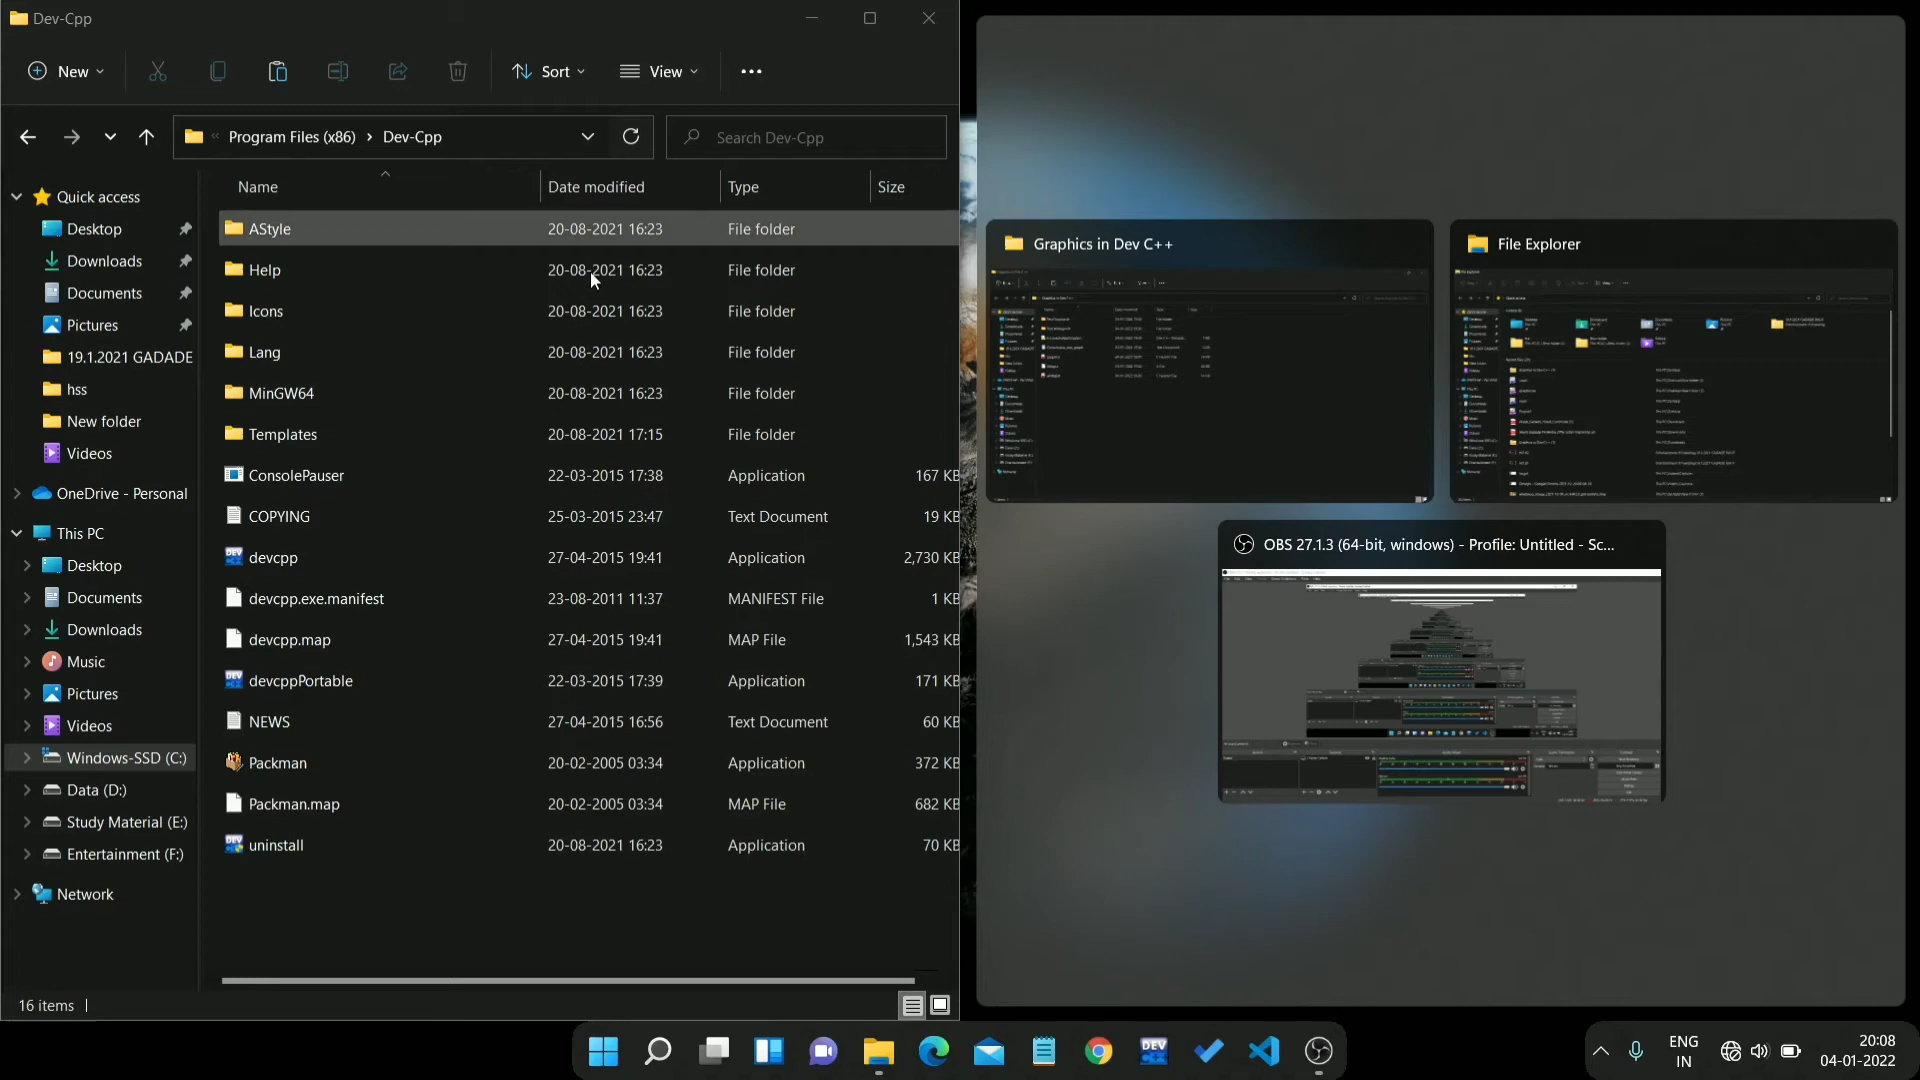 Dev-Cpp
New
Sort
View
Program Files (x86) > Dev-Cpp
Search Dev-Cpp
Name
Date modified
Type
Size
Quick access
Desktop
Downloads
Documents
Pictures
19.1.2021 GADADE
hss
New folder
Videos
OneDrive - Personal
This PC
Desktop
Documents
Downloads
Music
Pictures
Videos
Windows-SSD (C:)
Data (D:)
Study Material (E:)
Entertainment (F:)
Network
AStyle 20-08-2021 16:23 File folder
Help 20-08-2021 16:23 File folder
Icons 20-08-2021 16:23 File folder
Lang 20-08-2021 16:23 File folder
MinGW64 20-08-2021 16:23 File folder
Templates 20-08-2021 17:15 File folder
ConsolePauser 22-03-2015 17:38 Application 167 KB
COPYING 25-03-2015 23:47 Text Document 19 KB
devcpp 27-04-2015 19:41 Application 2,730 KB
devcpp.exe.manifest 23-08-2011 11:37 MANIFEST File 1 KB
devcpp.map 27-04-2015 19:41 MAP File 1,543 KB
devcppPortable 22-03-2015 17:39 Application 171 KB
NEWS 27-04-2015 16:56 Text Document 60 KB
Packman 20-02-2005 03:34 Application 372 KB
Packman.map 20-02-2005 03:34 MAP File 682 KB
uninstall 20-08-2021 16:23 Application 70 KB
16 items
Graphics in Dev C++
File Explorer
OBS 27.1.3 (64-bit, windows) - Profile: Untitled - Sc...
DEV
ENG
IN
20:08
04-01-2022